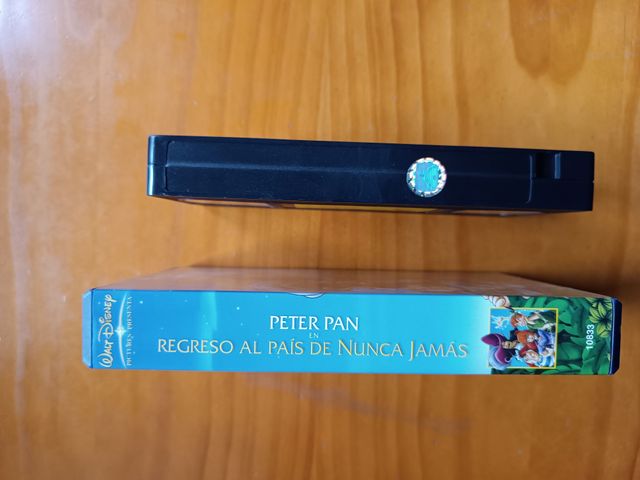 WALT DISNEY
PICTURES PRESENTA
PETER PAN
EN
REGRESO AL PAÍS DE NUNCA JAMÁS
10833